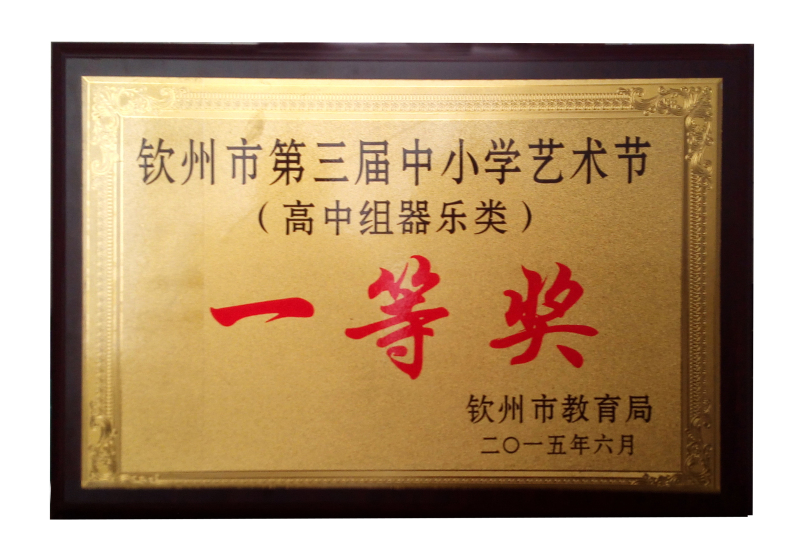 钦州市第三届中小学艺术节
（高中组器乐类）
一等奖
钦州市教育局
二〇一五年六月